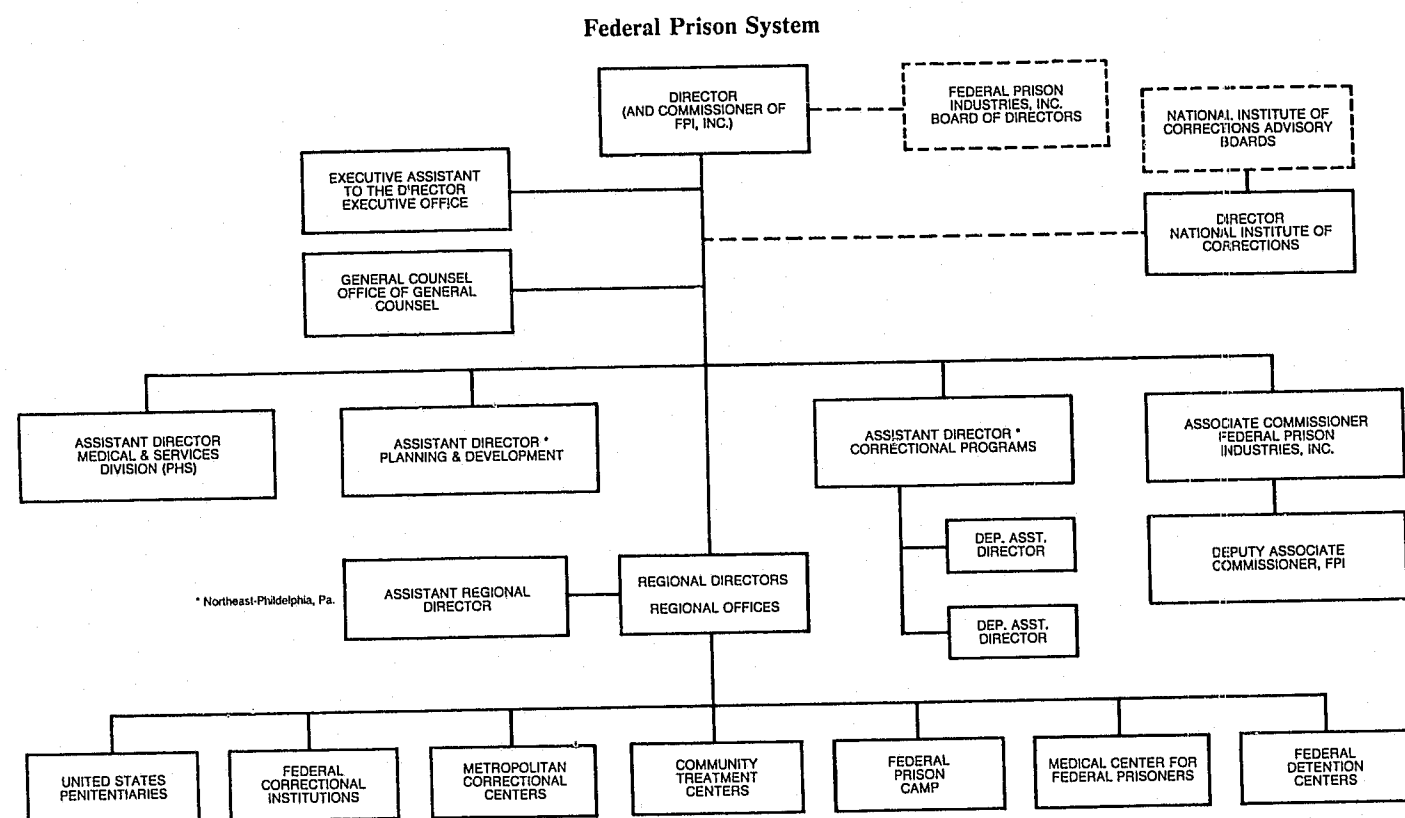 Federal Prison System
DIRECTOR
(AND COMMISSIONER OF
FPI, INC.)
FEDERAL PRISON
INDUSTRIES, INC.
BOARD OF DIRECTORS
NATIONAL INSTITUTE OF
CORRECTIONS ADVISORY
BOARDS
EXECUTIVE ASSISTANT
TO THE D'RECTOR
EXECUTIVE OFFICE
DIRECTOR
NATIONAL INSTITUTE OF
CORRECTIONS
GENERAL COUNSEL
OFFICE OF GENERAL
COUNSEL
ASSISTANT DIRECTOR
MEDICAL & SERVICES
DIVISION (PHS)
ASSISTANT DIRECTOR *
PLANNING & DEVELOPMENT
ASSISTANT DIRECTOR *
CORRECTIONAL PROGRAMS
ASSOCIATE COMMISSIONER
FEDERAL PRISON
INDUSTRIES, INC.
DEP. ASST.
DIRECTOR
DEPUTY ASSOCIATE
COMMISSIONER, FPI
* Northeast-Phildelphia, Pa.
ASSISTANT REGIONAL
DIRECTOR
REGIONAL DIRECTORS
REGIONAL OFFICES
DEP. ASST.
DIRECTOR
UNITED STATES
PENITENTIARIES
FEDERAL
CORRECTIONAL
INSTITUTIONS
METROPOLITAN
CORRECTIONAL
CENTERS
COMMUNITY
TREATMENT
CENTERS
FEDERAL
PRISON
CAMP
MEDICAL CENTER FOR
FEDERAL PRISONERS
FEDERAL
DETENTION
CENTERS